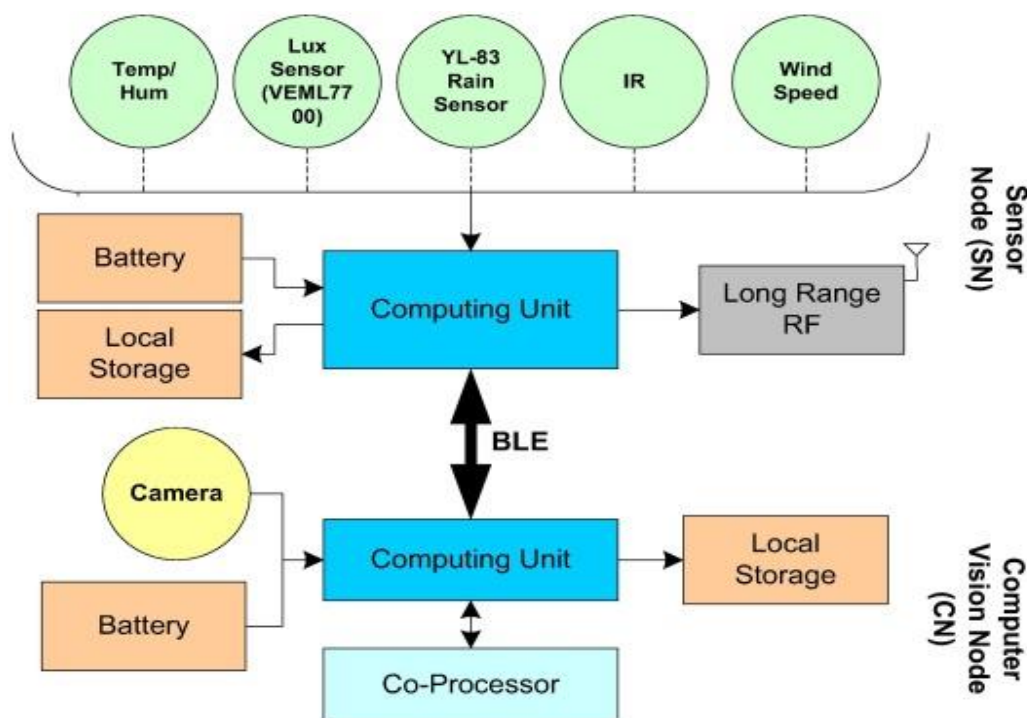 Temp/
Hum
Lux
Sensor
(VEML77
00)
YL-83
Rain
Sensor
IR
Wind
Speed
Sensor
Node (SN)
Battery
Computing Unit
Long Range
RF
Local
Storage
BLE
Camera
Computing Unit
Local
Storage
Computer
Vision Node
(CN)
Battery
Co-Processor